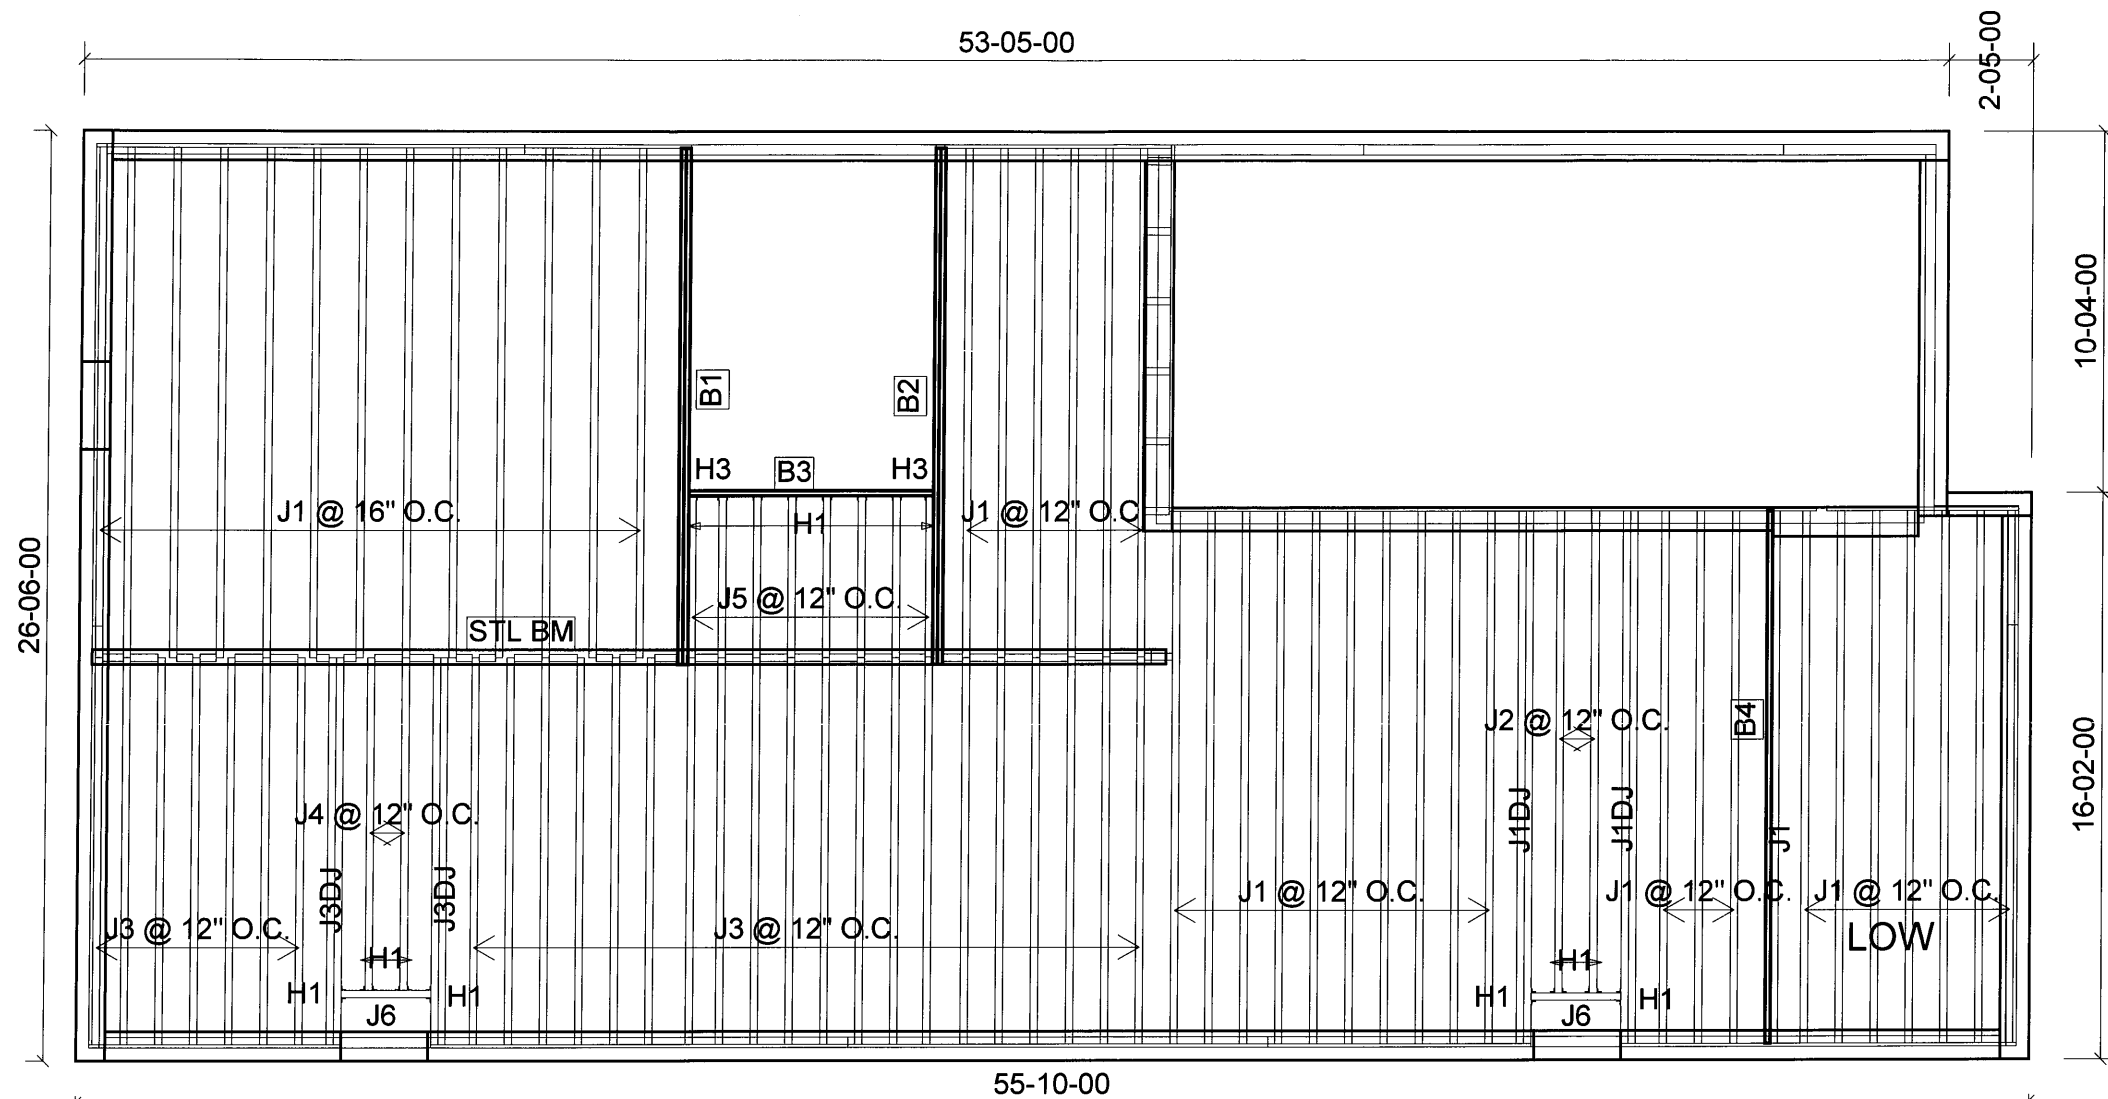 53-05-00
2-05-00
10-04-00
B1
B2
H3
B3
H3
J1 @ 16" O.C.
H1
J1 @ 12" O.C
26-06-00
J5 @ 12" O.C.
STL BM
J2 @ 12" O.C.
B4
16-02-00
J4 @ 12" O.C.
J1DJ
J1DJ
J1
J3DJ
J3DJ
J1 @ 12" O.C.
J1 @ 12" O.C.
J1 @ 12" O.C.
J3 @ 12" O.C.
J3 @ 12" O.C.
LOW
H1
H1
H1
H1
H1
H1
J6
J6
55-10-00